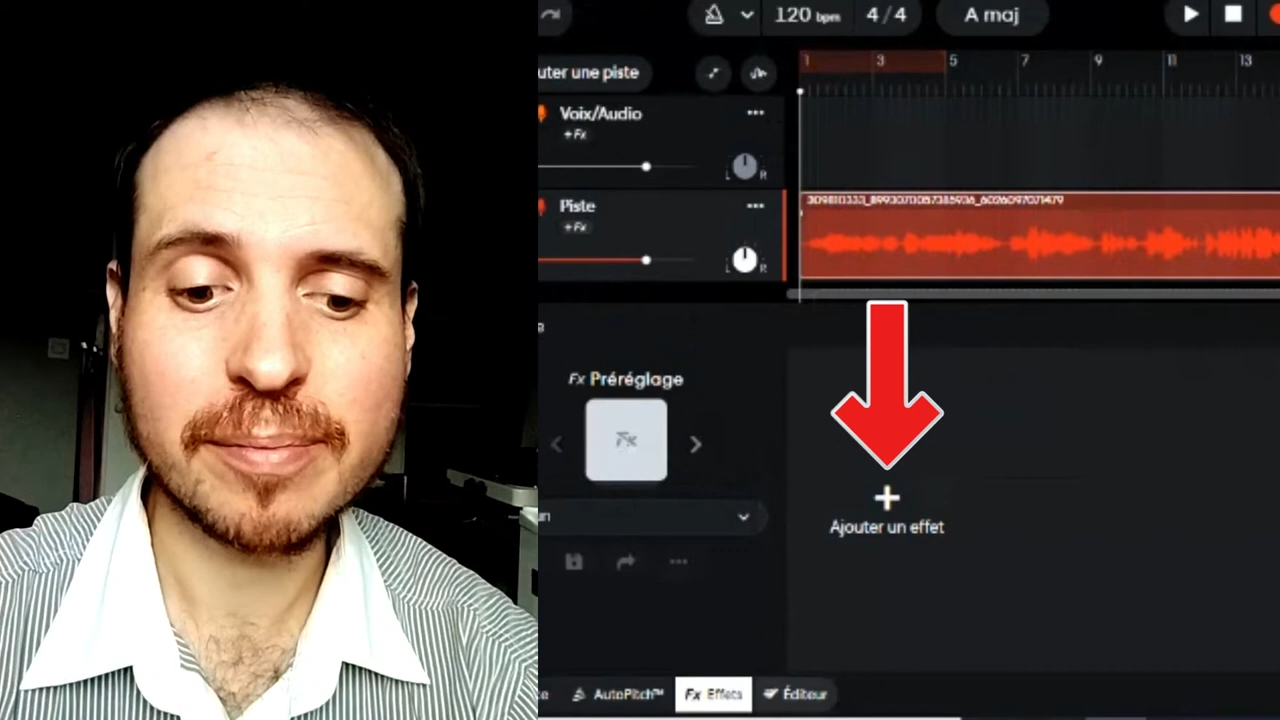 120 bpm 4/4 A maj
uter une piste
1 3 5 7 9 11 13
Voix/Audio
+Fx
L R
Piste
+Fx
L R
Fx Préréglage
Fx
Ajouter un effet
AutoPitch™ Fx Effets Éditeur